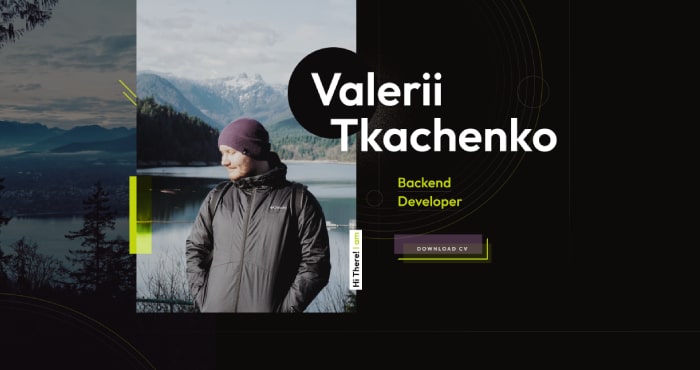 Valerii
Tkachenko
Backend
Developer
DOWNLOAD CV
Hi There! I am